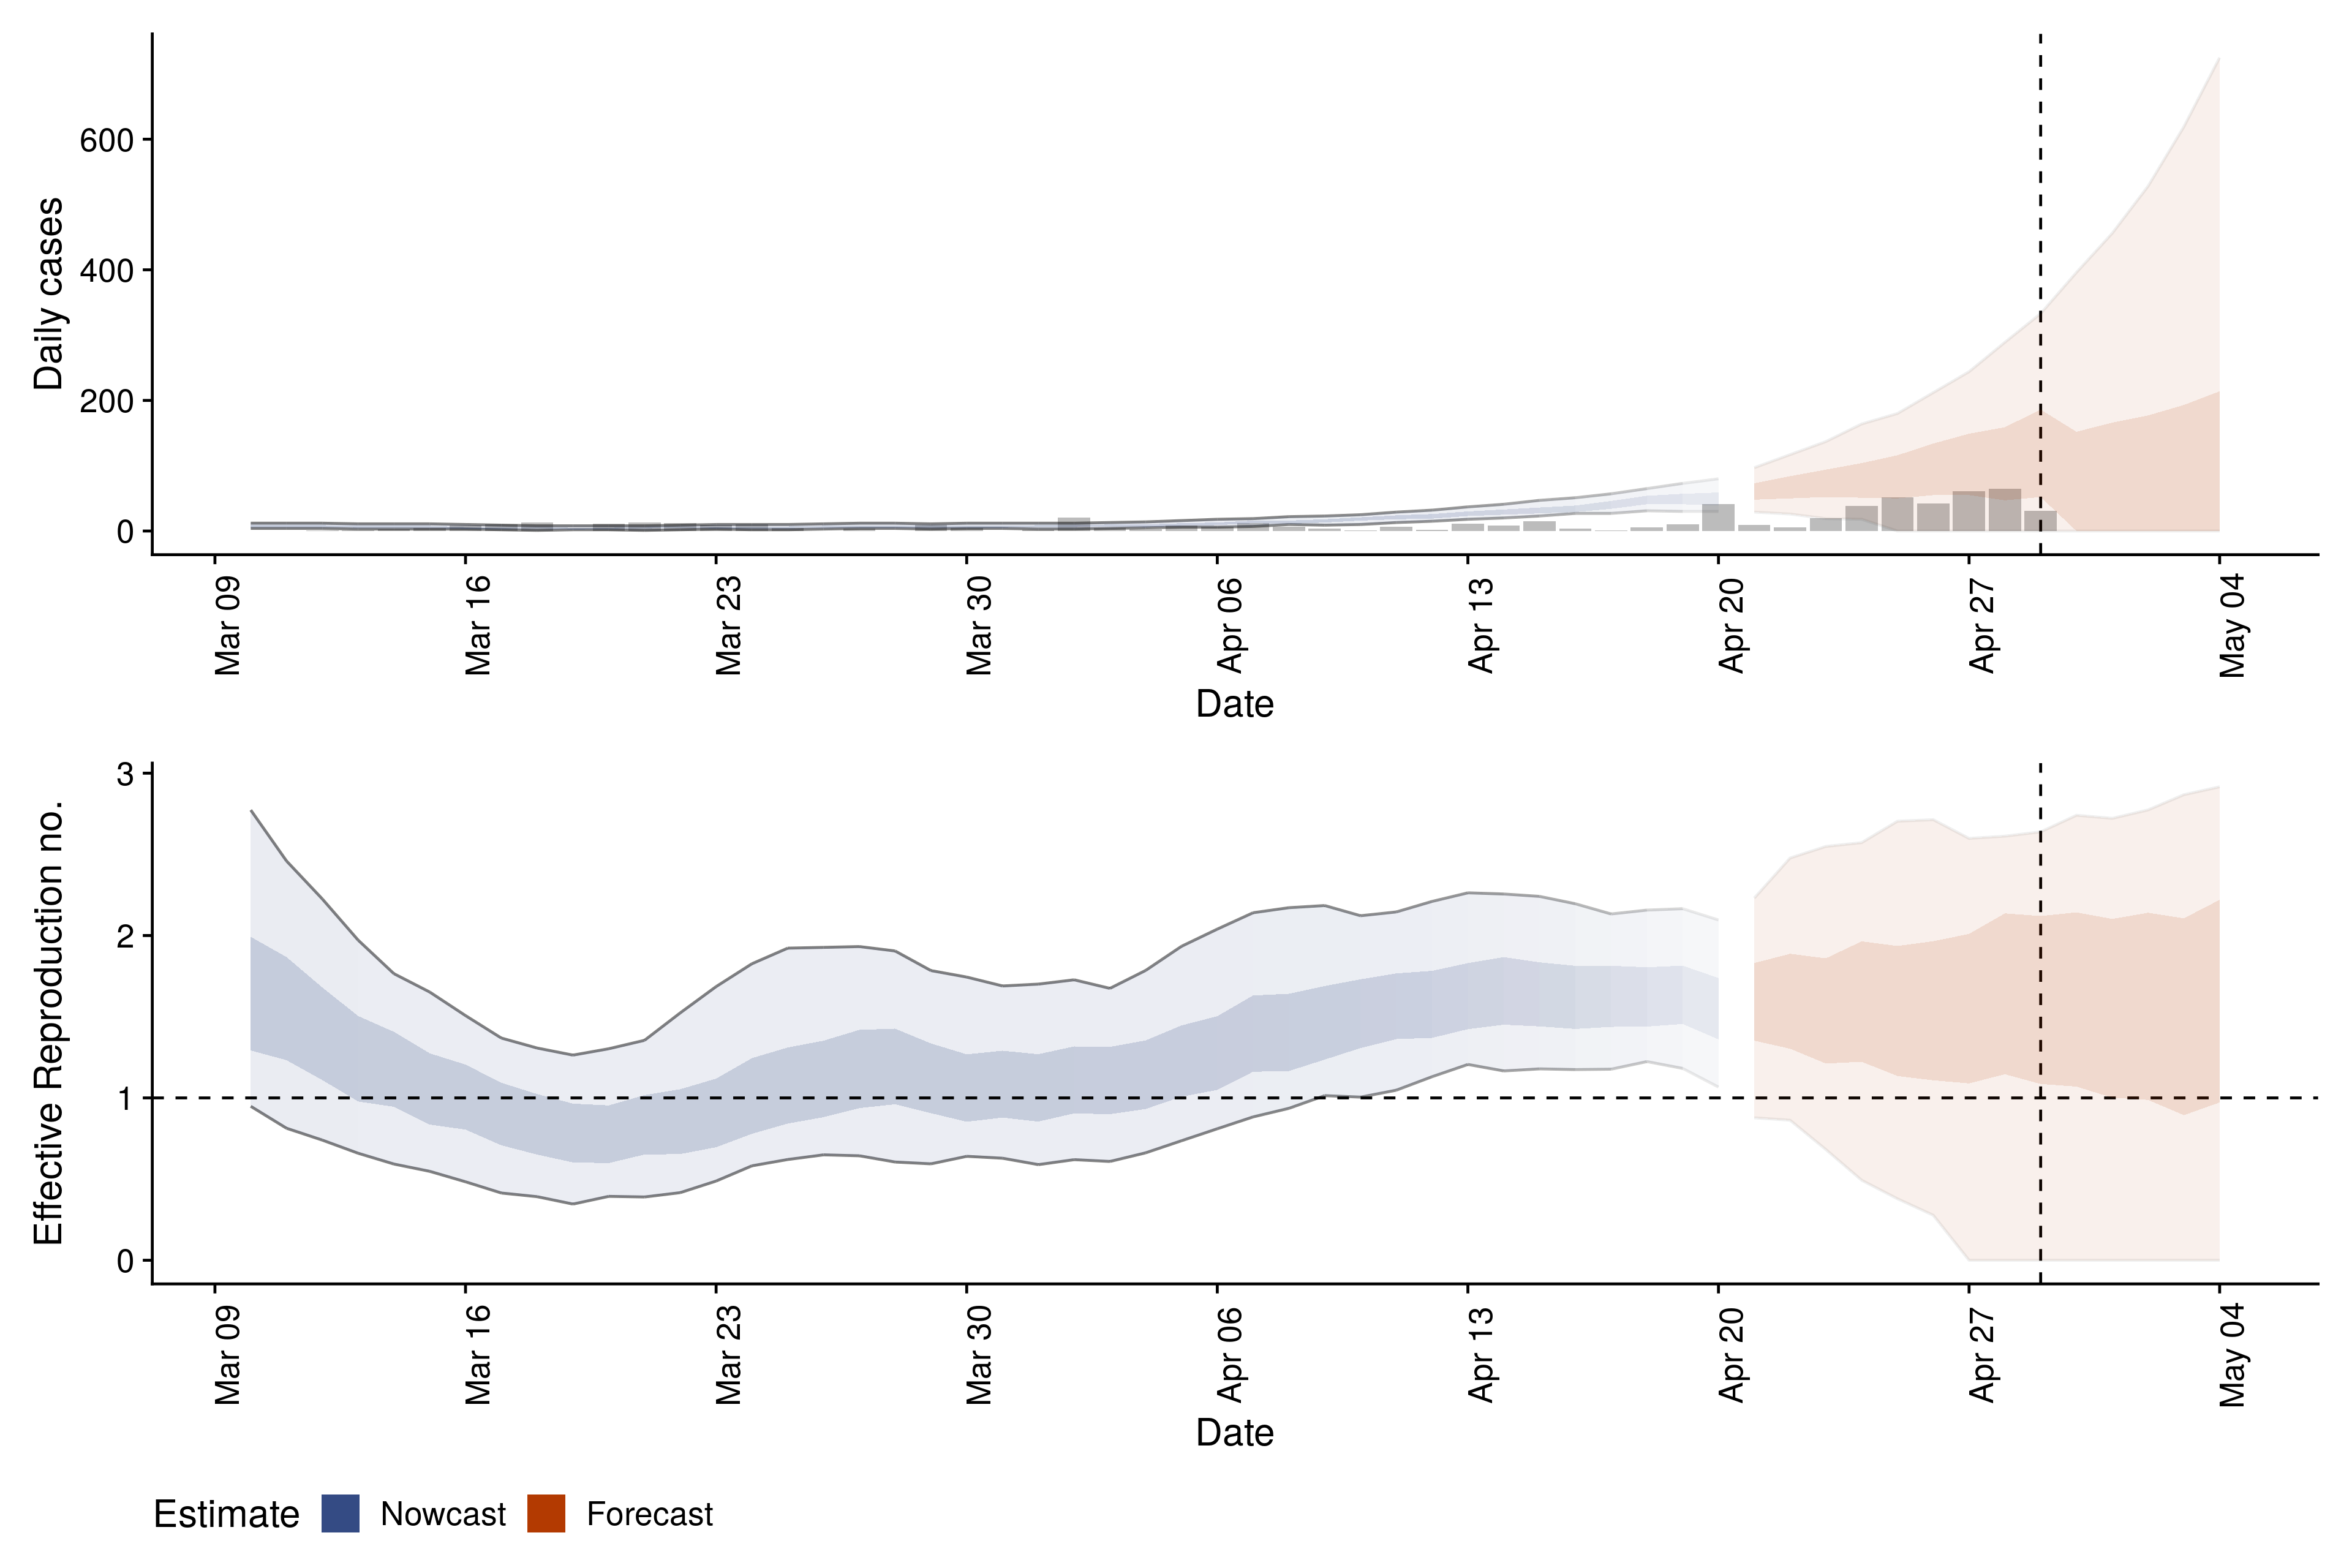 Daily cases
600
400
200
0
Mar 09
Mar 16
Mar 23
Mar 30
Apr 06
Apr 13
Apr 20
Apr 27
May 04
Date
Effective Reproduction no.
3
2
1
0
Mar 09
Mar 16
Mar 23
Mar 30
Apr 06
Apr 13
Apr 20
Apr 27
May 04
Date
Estimate Nowcast Forecast